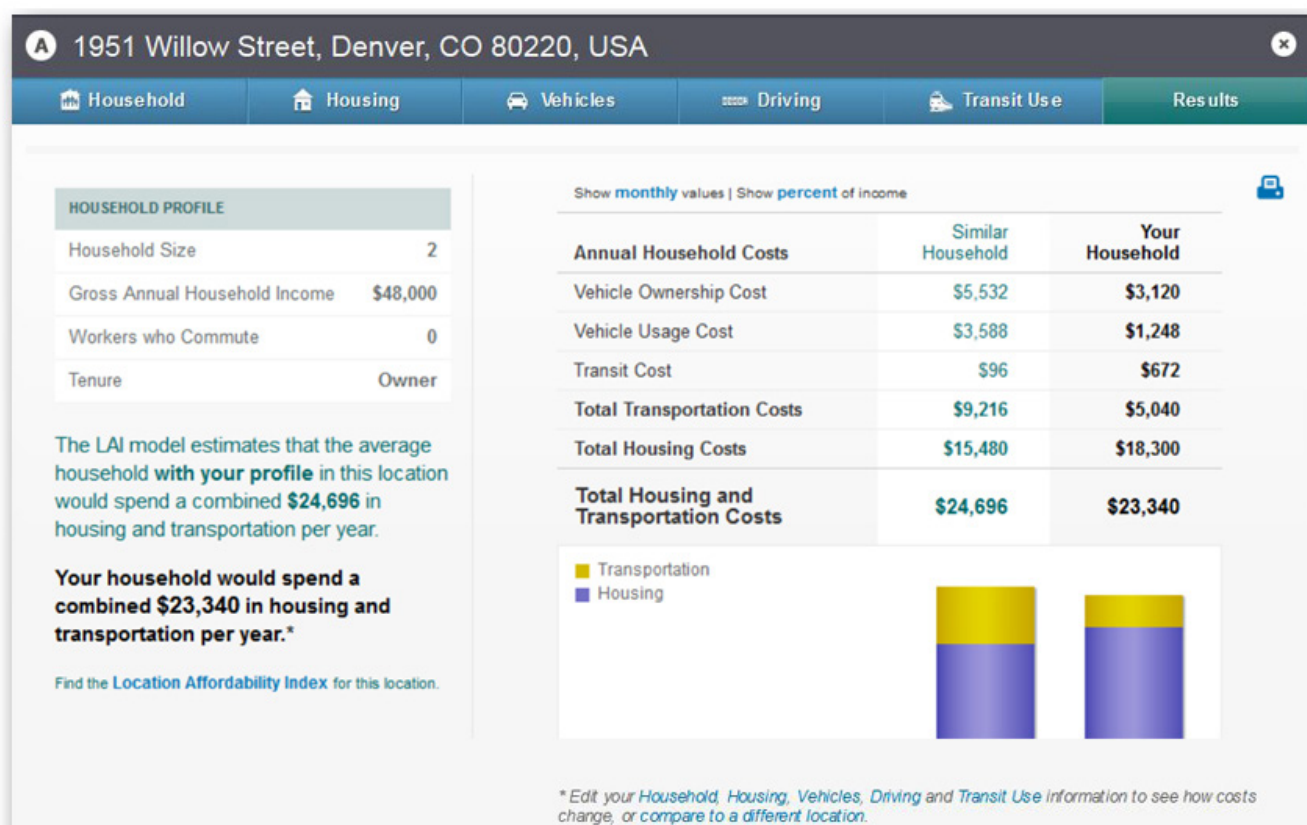 A 1951 Willow Street, Denver, CO 80220, USA
Household Housing Vehicles Driving Transit Use Results
HOUSEHOLD PROFILE
Household Size 2
Gross Annual Household Income $48,000
Workers who Commute 0
Tenure Owner
The LAI model estimates that the average
household with your profile in this location
would spend a combined $24,696 in
housing and transportation per year.
Your household would spend a
combined $23,340 in housing and
transportation per year.*
Find the Location Affordability Index for this location.
Show monthly values | Show percent of income
Annual Household Costs Similar Household Your Household
Vehicle Ownership Cost $5,532 $3,120
Vehicle Usage Cost $3,588 $1,248
Transit Cost $96 $672
Total Transportation Costs $9,216 $5,040
Total Housing Costs $15,480 $18,300
Total Housing and
Transportation Costs $24,696 $23,340
Transportation
Housing
* Edit your Household, Housing, Vehicles, Driving and Transit Use information to see how costs
change, or compare to a different location.